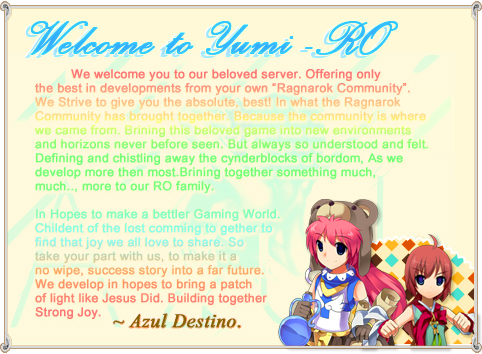 Welcome to Yumi -RO
We welcome you to our beloved server. Offering only
the best in developments from your own “Ragnarok Community”.
We Strive to give you the absolute, best! In what the Ragnarok
Community has brought together. Because the community is where
we came from. Brining this beloved game into new environments
and horizons never before seen. But always so understood and felt.
Defining and chistling away the cynderblocks of bordom, As we
develop more then most.Brining together something much,
much.., more to our RO family.
In Hopes to make a bettler Gaming World.
Childent of the lost comming to gether to
find that joy we all love to share. So
take your part with us, to make it a
no wipe, success story into a far future.
We develop in hopes to bring a patch
of light like Jesus Did. Building together
Strong Joy.
~ Azul Destino.